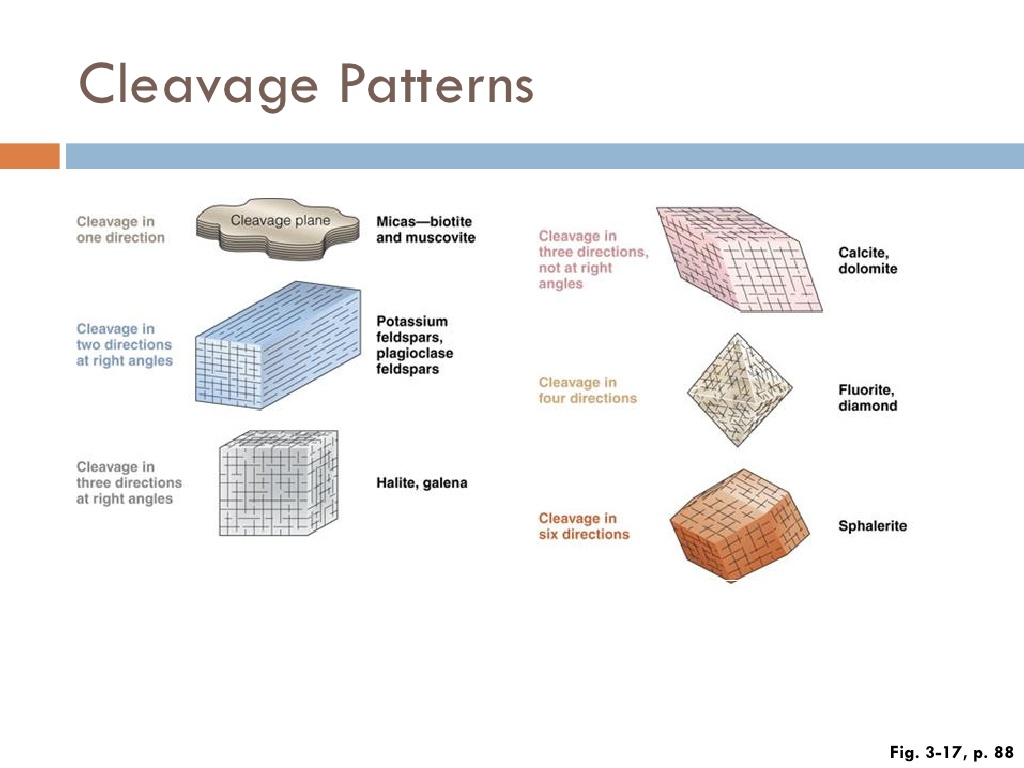 Cleavage Patterns
Cleavage in
one direction
Cleavage plane
Micas—biotite
and muscovite
Cleavage in
two directions
at right angles
Potassium
feldspars,
plagioclase
feldspars
Cleavage in
three directions
at right angles
Halite, galena
Cleavage in
three directions,
not at right
angles
Calcite,
dolomite
Cleavage in
four directions
Fluorite,
diamond
Cleavage in
six directions
Sphalerite
Fig. 3-17, p. 88